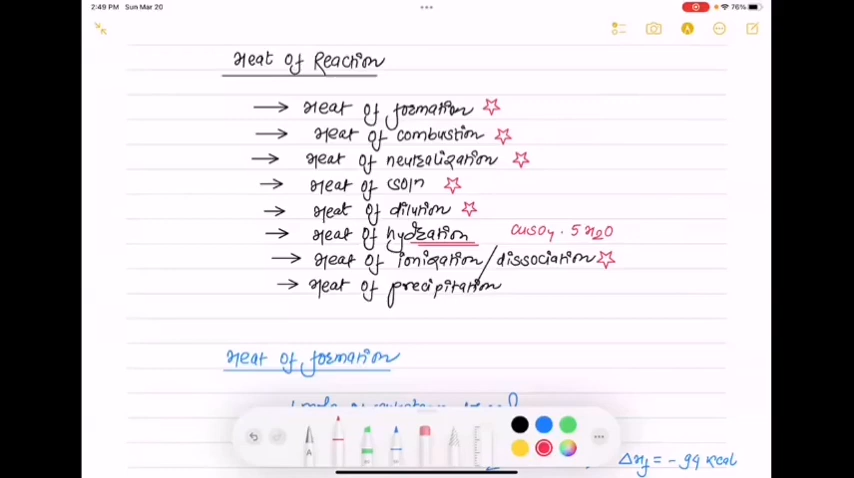 2:49 PM Sun Mar 20
76%
Heat of Reaction
→ Heat of formation ☆
→ Heat of combustion ☆
→ Heat of neutralization ☆
→ Heat of soln ☆
→ Heat of dilution ☆
→ Heat of hydration CuSO4 . 5 H2O
→ Heat of ionization / dissociation ☆
→ Heat of precipitation
Heat of formation
ΔHf = - 94 kcal